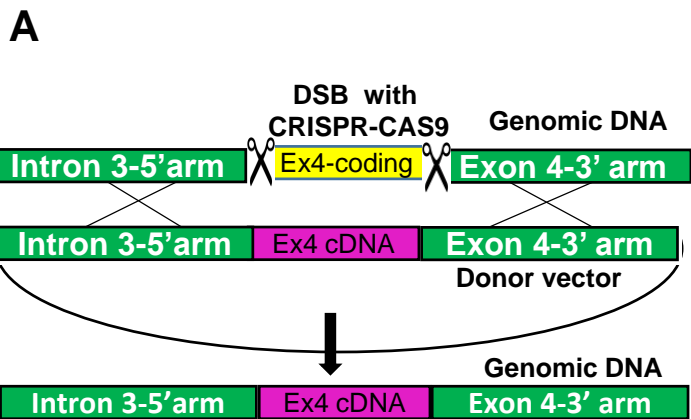 A
DSB with
CRISPR-CAS9
Genomic DNA
Intron 3-5'arm
Ex4-coding
Exon 4-3' arm
Intron 3-5'arm
Ex4 cDNA
Exon 4-3' arm
Donor vector
Genomic DNA
Intron 3-5'arm
Ex4 cDNA
Exon 4-3' arm